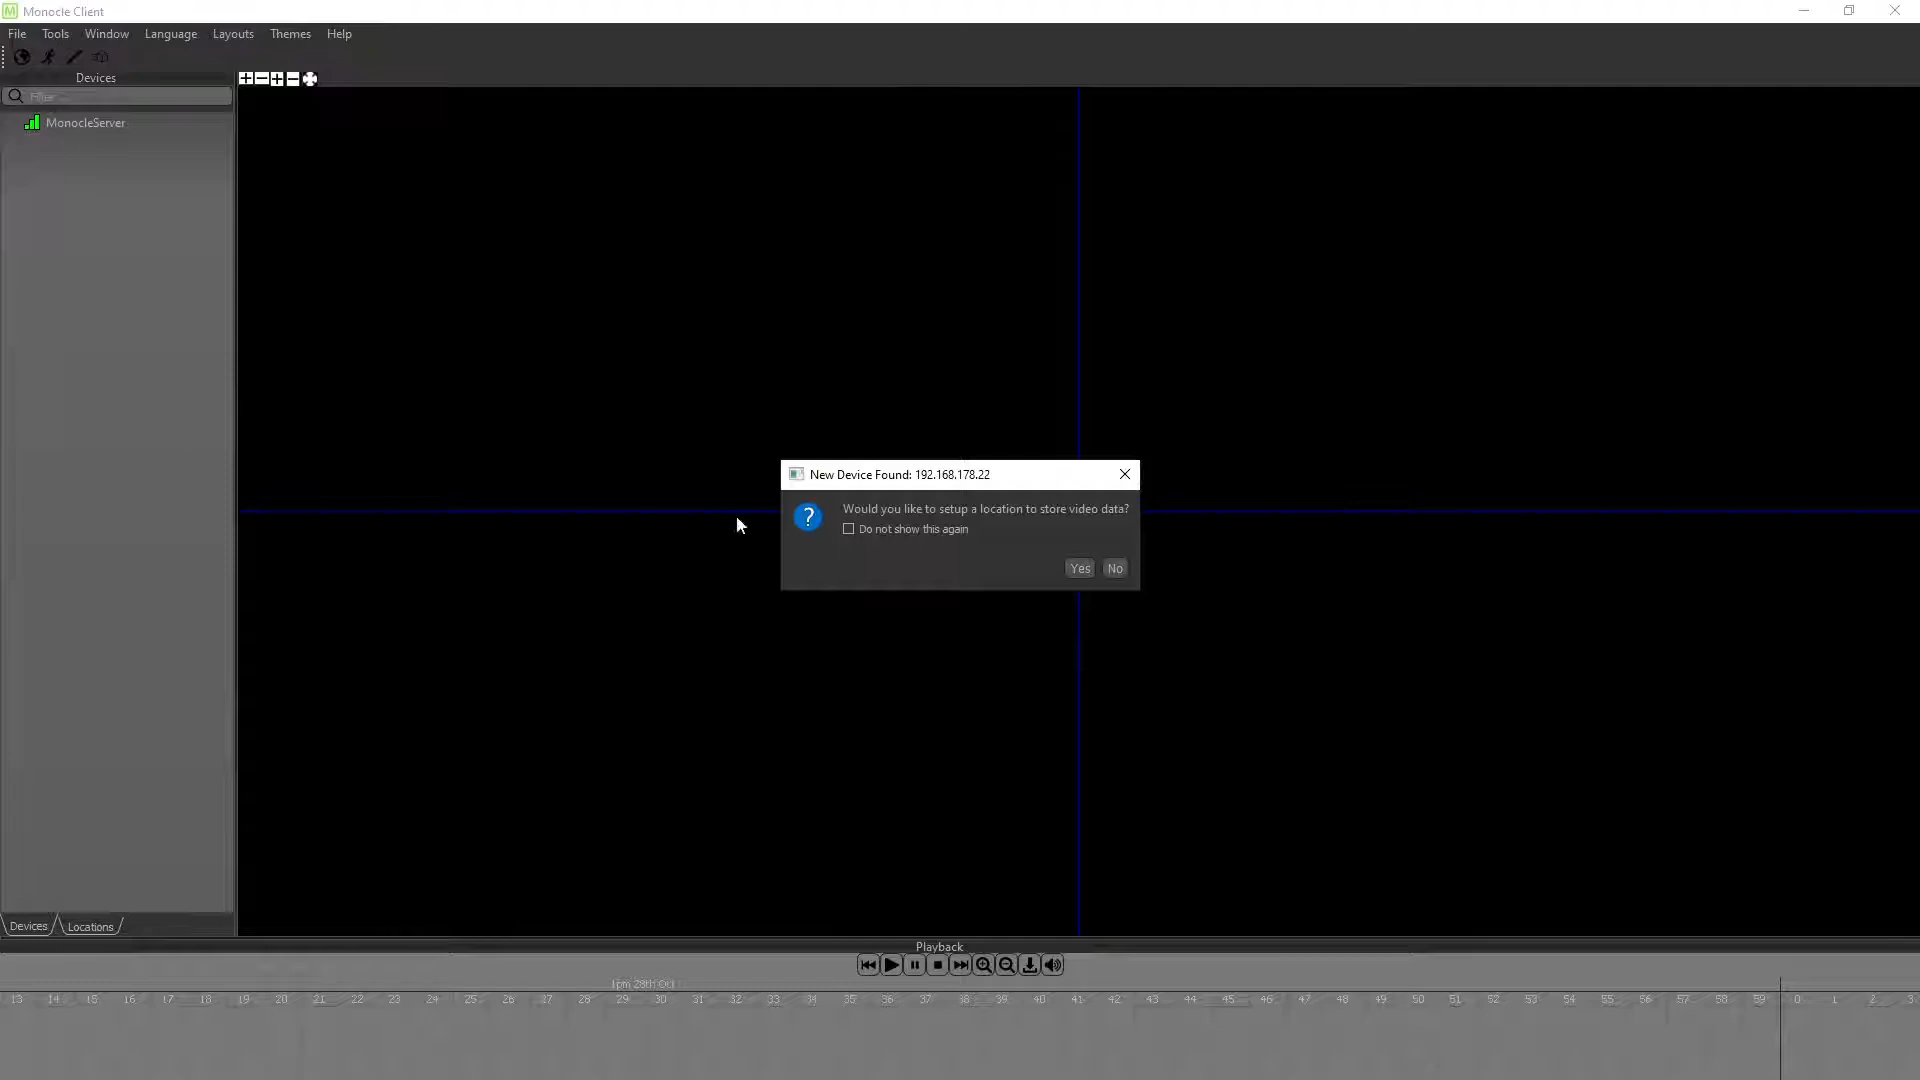 Monocle Client
File Tools Window Language Layouts Themes Help
Devices
Filter
MonocleServer
New Device Found: 192.168.178.22
Would you like to setup a location to store video data?
Do not show this again
Yes No
Devices Locations
Playback
1pm 28th Oct
13 14 15 16 17 18 19 20 21 22 23 24 25 26 27 28 29 30 31 32 33 34 35 36 37 38 39 40 41 42 43 44 45 46 47 48 49 50 51 52 53 54 55 56 57 58 59 0 1 2 3